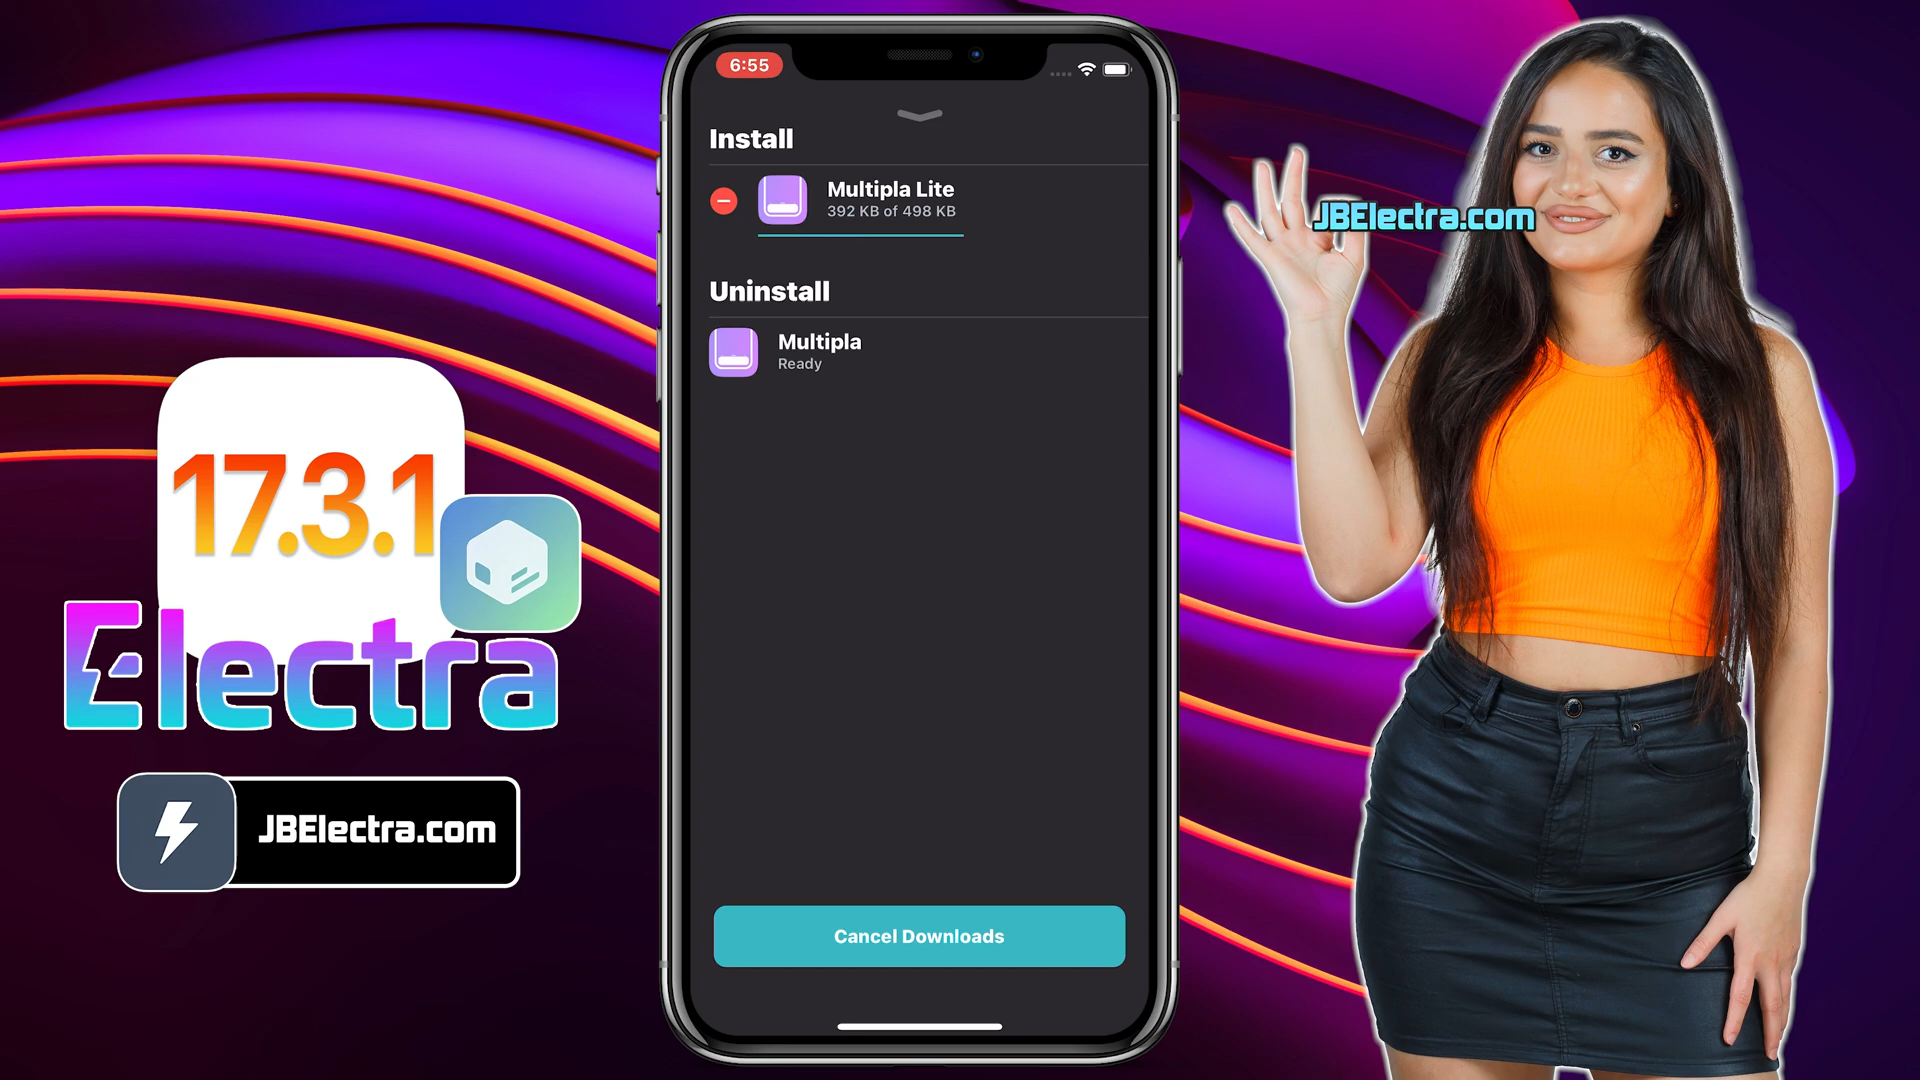 17.3.1
Electra
JBElectra.com
6:55
Install
Multipla Lite
392 KB of 498 KB
Uninstall
Multipla
Ready
Cancel Downloads
JBElectra.com